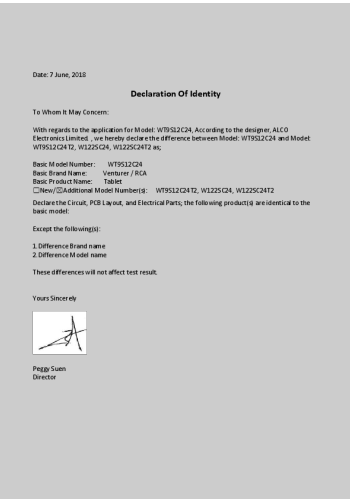 Date: 7 June, 2018
Declaration Of Identity
To Whom It May Concern:
With regards to the application for Model: WT9S12C24, According to the designer, ALCO
Electronics Limited. , we hereby declare the difference between Model: WT9S12C24 and Model:
WT9S12C24T2, W122SC24, W122SC24T2 as;
Basic Model Number: WT9S12C24
Basic Brand Name: Venturer / RCA
Basic Product Name: Tablet
☐New/☒Additional Model Number(s): WT9S12C24T2, W122SC24, W122SC24T2
Declare the Circuit, PCB Layout, and Electrical Parts; the following product(s) are identical to the
basic model:
Except the following(s):
1.Difference Brand name
2.Difference Model name
These differences will not affect test result.
Yours Sincerely
Peggy Suen
Director